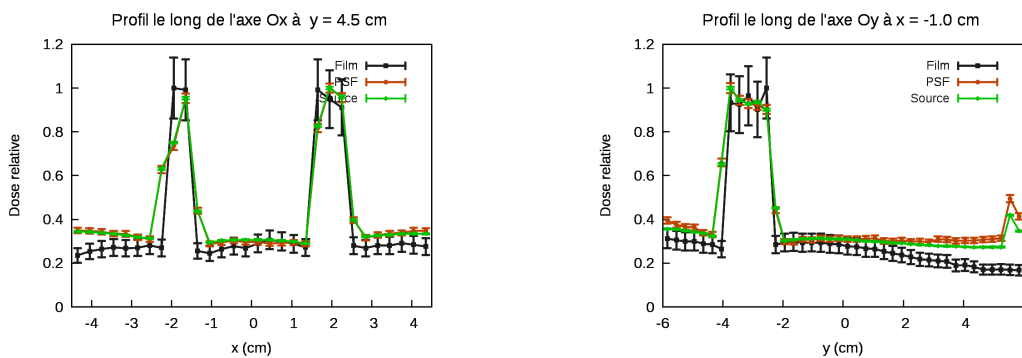 Profil le long de l'axe Ox à  y = 4.5 cm
1.2
1
0.8
0.6
0.4
0.2
0
Dose relative
Film
PSF
Source
-4
-3
-2
-1
0
1
2
3
4
x (cm)
Profil le long de l'axe Oy à x = -1.0 cm
1.2
1
0.8
0.6
0.4
0.2
0
Dose relative
Film
PSF
Source
-6
-4
-2
0
2
4
y (cm)